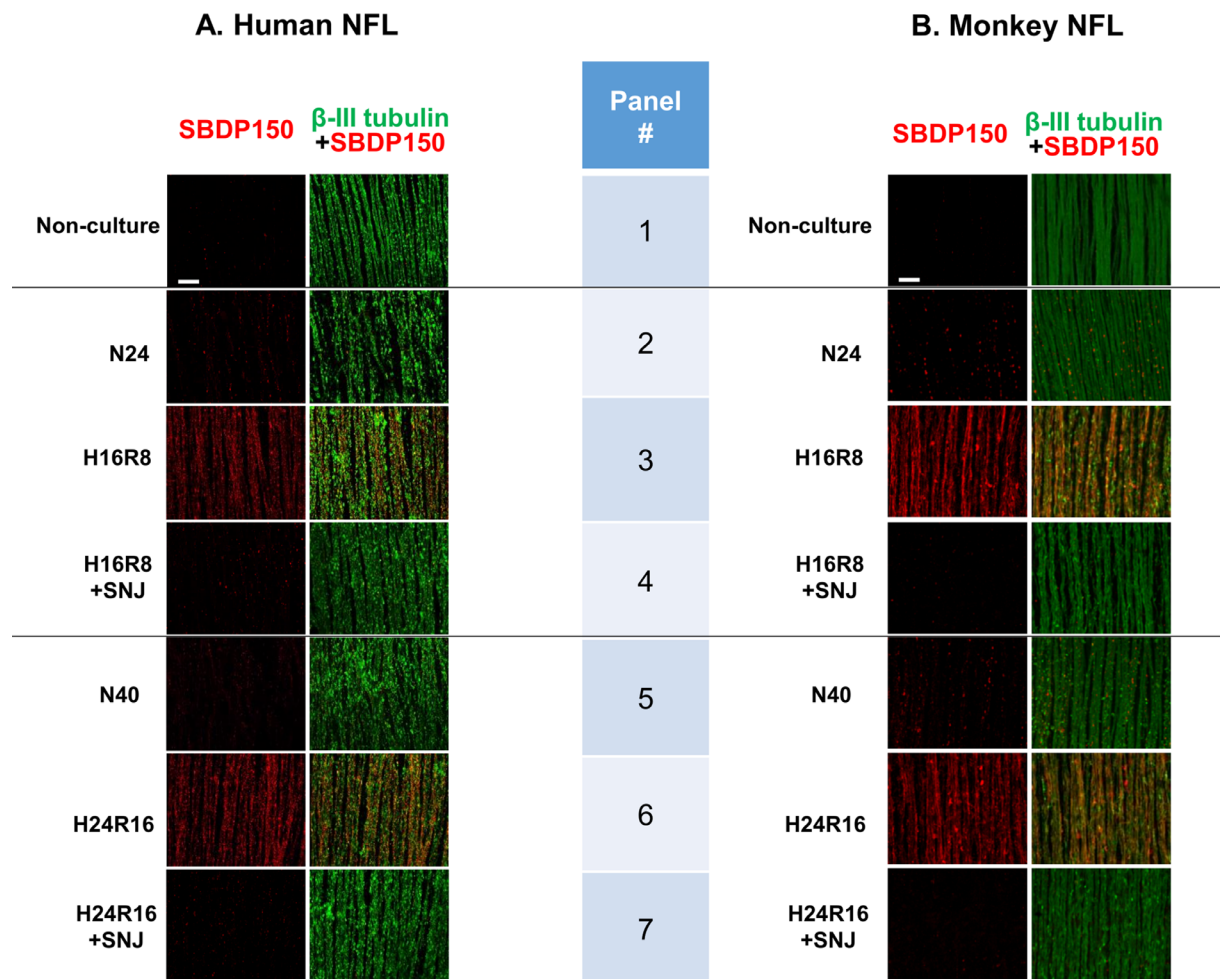 A. Human NFL
B. Monkey NFL
Panel
#
SBDP150
β-III tubulin
+SBDP150
SBDP150
β-III tubulin
+SBDP150
Non-culture
1
Non-culture
N24
2
N24
H16R8
3
H16R8
H16R8
+SNJ
4
H16R8
+SNJ
N40
5
N40
H24R16
6
H24R16
H24R16
+SNJ
7
H24R16
+SNJ